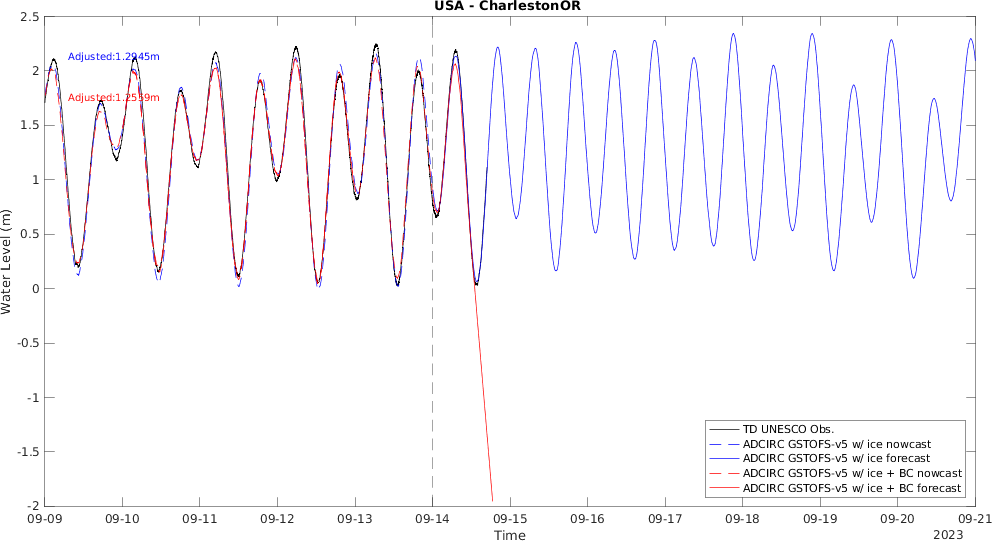 USA - CharlestonOR
2.5
2
1.5
1
0.5
0
-0.5
-1
-1.5
-2
Water Level (m)
Adjusted:1.2945m
Adjusted:1.2559m
TD UNESCO Obs.
ADCIRC GSTOFS-v5 w/ ice nowcast
ADCIRC GSTOFS-v5 w/ ice forecast
ADCIRC GSTOFS-v5 w/ ice + BC nowcast
ADCIRC GSTOFS-v5 w/ ice + BC forecast
09-09 09-10 09-11 09-12 09-13 09-14 09-15 09-16 09-17 09-18 09-19 09-20 09-21
Time
2023